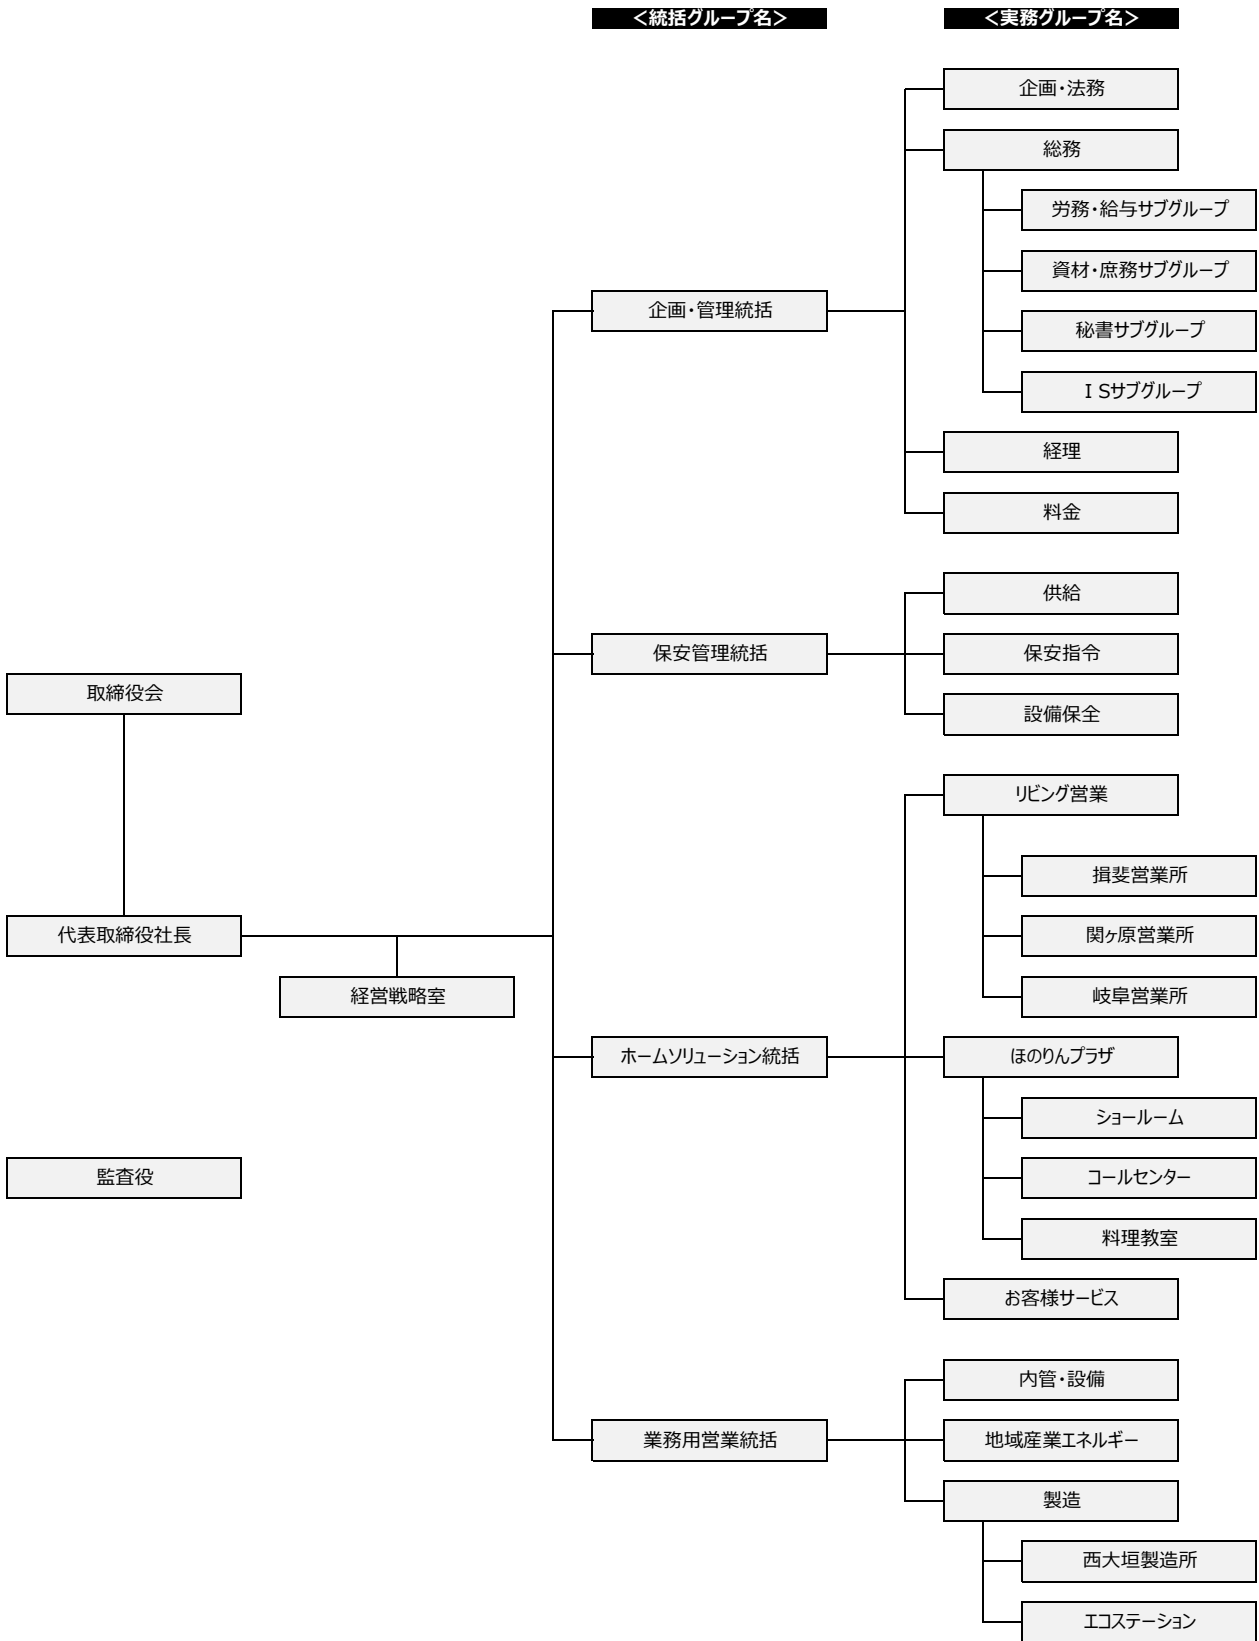 ＜統括グループ名＞
＜実務グループ名＞
企画・法務
総務
労務・給与サブグループ
資材・庶務サブグループ
企画・管理統括
秘書サブグループ
ＩSサブグループ
経理
料金
供給
保安管理統括
保安指令
取締役会
設備保全
リビング営業
揖斐営業所
代表取締役社長
関ヶ原営業所
経営戦略室
岐阜営業所
ホームソリューション統括
ほのりんプラザ
ショールーム
監査役
コールセンター
料理教室
お客様サービス
内管・設備
業務用営業統括
地域産業エネルギー
製造
西大垣製造所
エコステーション